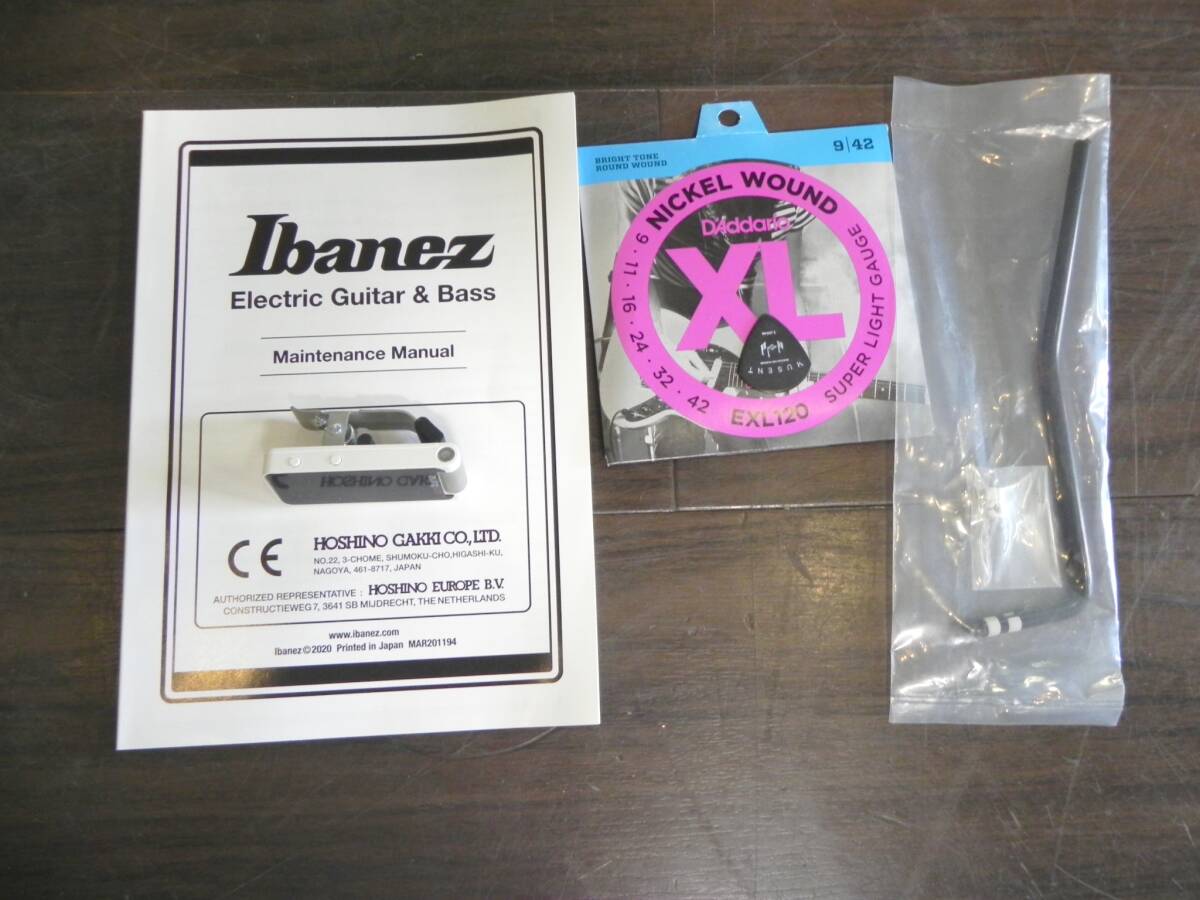 Ibanez
Electric Guitar & Bass
Maintenance Manual
HOSHINO GAKKI CO., LTD.
NO.22, 3-CHOME, SHUMOKU-CHO, HIGASHI-KU,
NAGOYA, 461-8717, JAPAN
AUTHORIZED REPRESENTATIVE : HOSHINO EUROPE B.V.
CONSTRUCTIEWEG 7, 3641 SB MIJDRECHT, THE NETHERLANDS
www.ibanez.com
Ibanez©2020 Printed in Japan MAR201194
CE
BRIGHT TONE
ROUND WOUND
9|42
NICKEL WOUND
D'Addario
XL
9 · 11 · 16 · 24 · 32 · 42
EXL120
SUPER LIGHT GAUGE
MUSENT